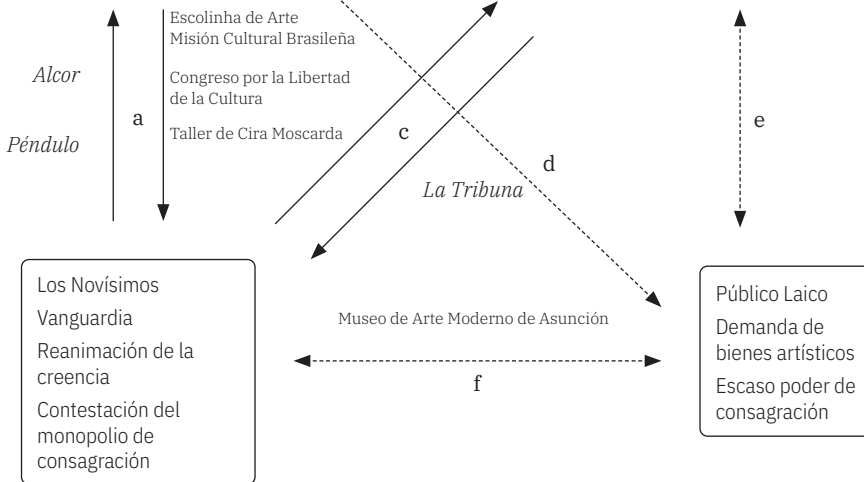 Escolinha de Arte
Misión Cultural Brasileña
Alcor
Congreso por la Libertad
de la Cultura
a
e
Péndulo
Taller de Cira Moscarda
c
d
La Tribuna
Los Novísimos
Vanguardia
Reanimación de la
creencia
Contestación del
monopolio de
consagración
Museo de Arte Moderno de Asunción
f
Público Laico
Demanda de
bienes artísticos
Escaso poder de
consagración